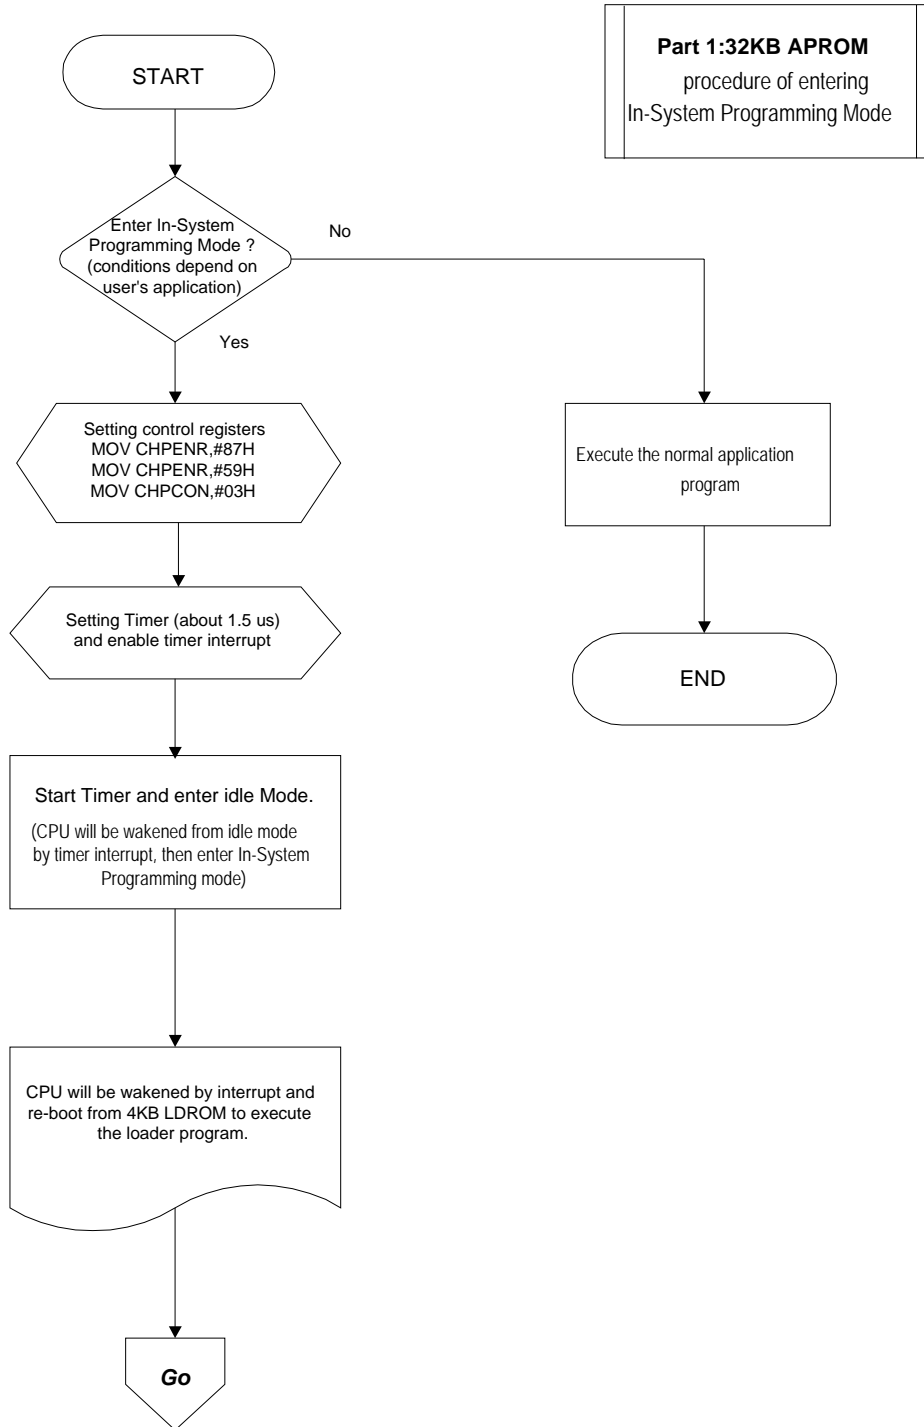 Part 1:32KB APROM
procedure of entering
In-System Programming Mode
START
Enter In-System
Programming Mode ?
(conditions depend on
user's application)
No
Yes
Setting control registers
MOV CHPENR,#87H
MOV CHPENR,#59H
MOV CHPCON,#03H
Execute the normal application
program
Setting Timer (about 1.5 us)
and enable timer interrupt
END
Start Timer and enter idle Mode.
(CPU will be wakened from idle mode
by timer interrupt, then enter In-System
Programming mode)
CPU will be wakened by interrupt and
re-boot from 4KB LDROM to execute
the loader program.
Go